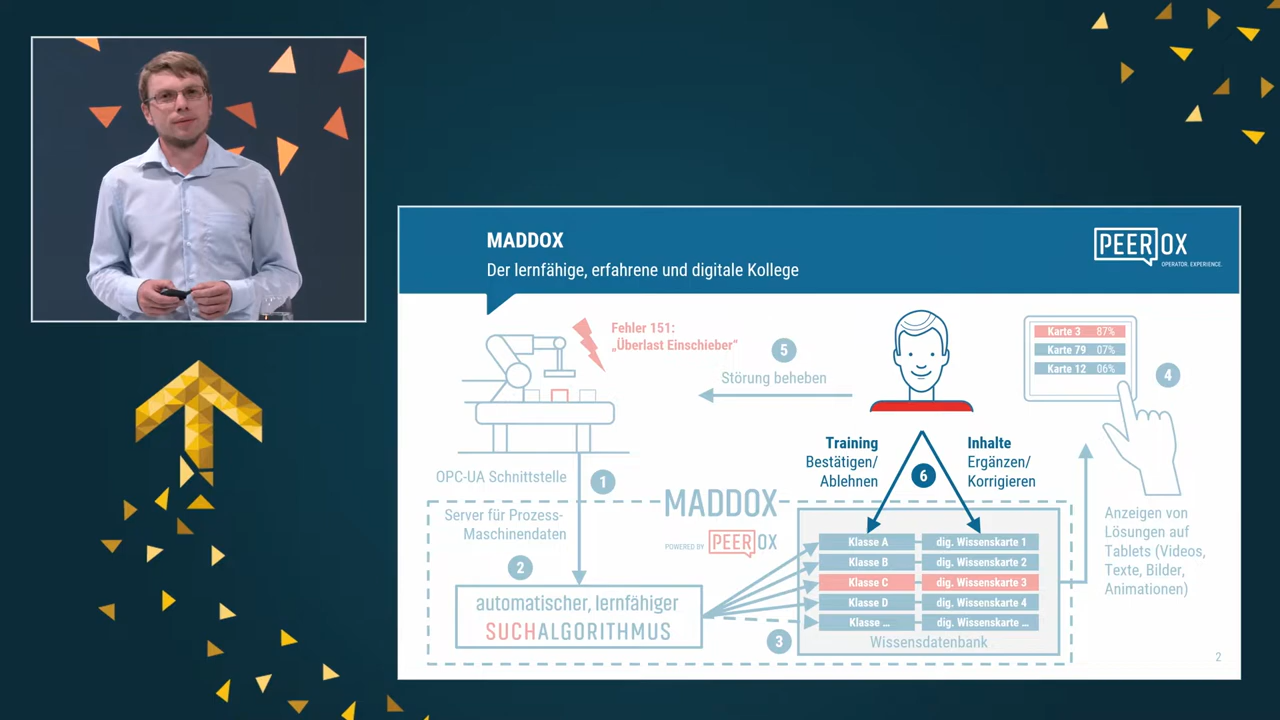 MADDOX
Der lernfähige, erfahrene und digitale Kollege
PEEROX
OPERATOR. EXPERIENCE.
Fehler 151:
„Überlast Einschieber“
5
Störung beheben
Karte 3 87%
Karte 79 07%
Karte 12 06%
4
Training
Bestätigen/
Ablehnen
6
Inhalte
Ergänzen/
Korrigieren
OPC-UA Schnittstelle
1
Server für Prozess-
Maschinendaten
MADDOX
POWERED BY PEEROX
2
automatischer, lernfähiger
SUCHALGORITHMUS
3
Klasse A dig. Wissenskarte 1
Klasse B dig. Wissenskarte 2
Klasse C dig. Wissenskarte 3
Klasse D dig. Wissenskarte 4
Klasse ... dig. Wissenskarte ...
Wissensdatenbank
Anzeigen von
Lösungen auf
Tablets (Videos,
Texte, Bilder,
Animationen)
2